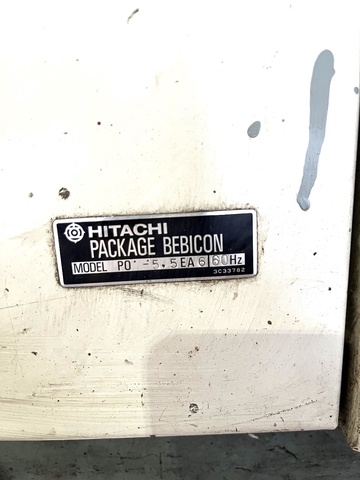 HITACHI
PACKAGE BEBICON
MODEL PO -5.5EA6 60Hz
3C33782